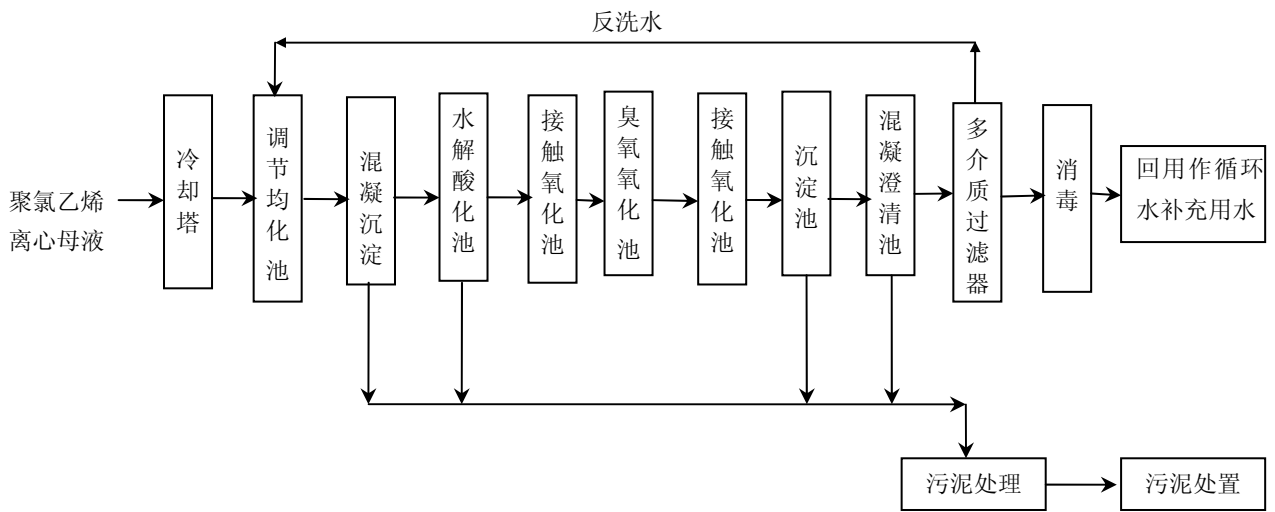 反洗水
聚氯乙烯
离心母液
冷却塔
调节均化池
混凝沉淀
水解酸化池
接触氧化池
臭氧氧化池
接触氧化池
沉淀池
混凝澄清池
多介质过滤器
消毒
回用作循环
水补充用水
污泥处理
污泥处置